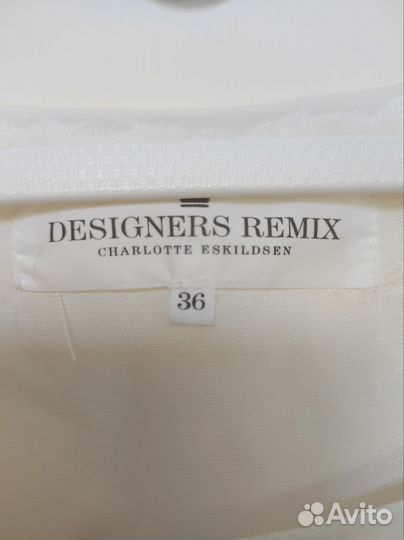 DESIGNERS REMIX
CHARLOTTE ESKILDSEN
36
Avito